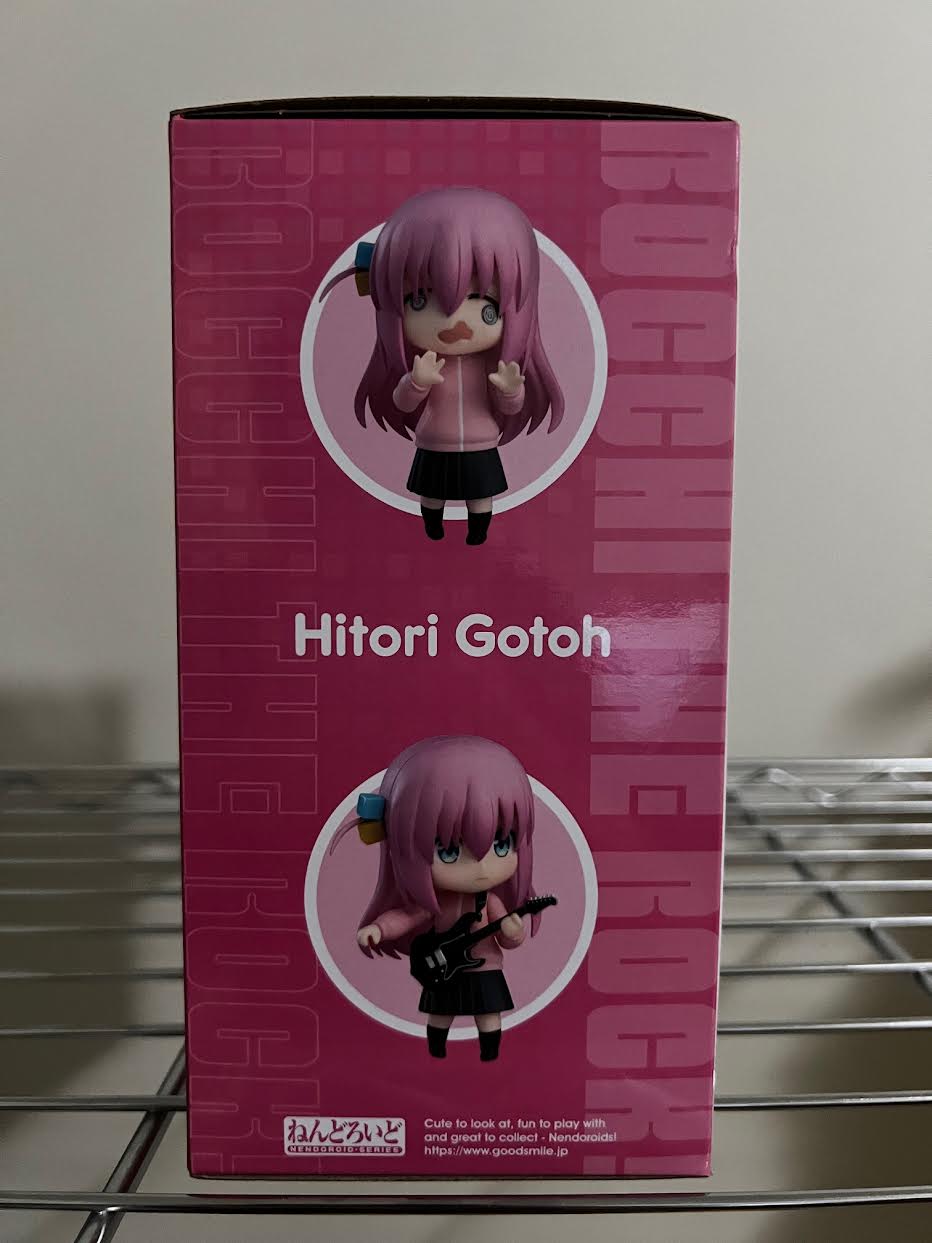 BOCCHI THE ROCK!
BOCCHI THE ROCK!
Hitori Gotoh
ねんどろいど
NENDOROID-SERIES
Cute to look at, fun to play with
and great to collect - Nendoroids!
https://www.goodsmile.jp